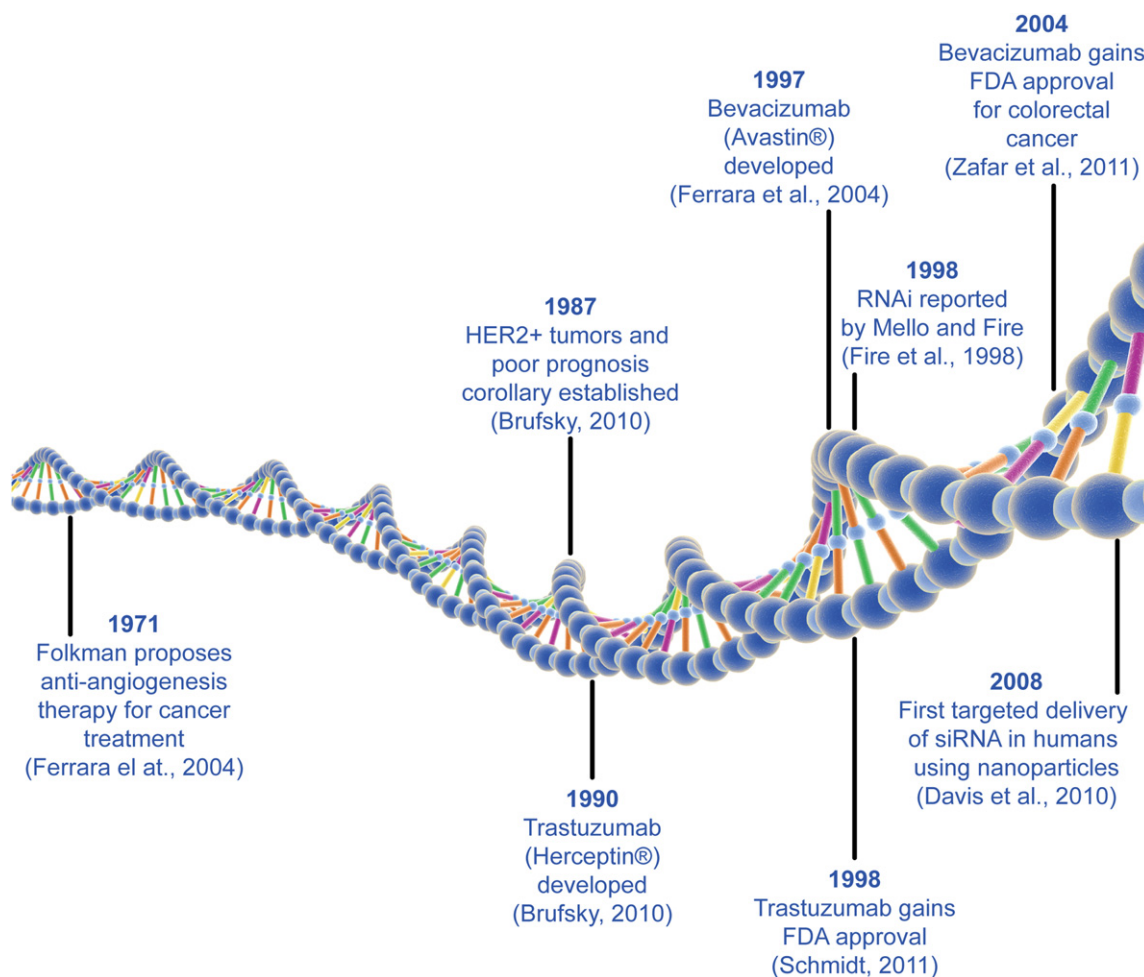 1971
Folkman proposes
anti-angiogenesis
therapy for cancer
treatment
(Ferrara el at., 2004)
1987
HER2+ tumors and
poor prognosis
corollary established
(Brufsky, 2010)
1990
Trastuzumab
(Herceptin®)
developed
(Brufsky, 2010)
1997
Bevacizumab
(Avastin®)
developed
(Ferrara et al., 2004)
1998
RNAi reported
by Mello and Fire
(Fire et al., 1998)
1998
Trastuzumab gains
FDA approval
(Schmidt, 2011)
2004
Bevacizumab gains
FDA approval
for colorectal
cancer
(Zafar et al., 2011)
2008
First targeted delivery
of siRNA in humans
using nanoparticles
(Davis et al., 2010)